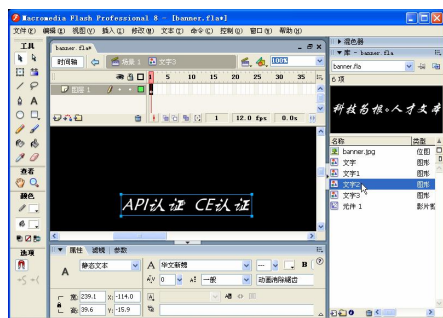 Macromedia Flash Professional 8 - [banner.fla*]
文件(F) 编辑(E) 视图(V) 插入(I) 修改(M) 文本(T) 命令(C) 控制(O) 窗口(W) 帮助(H)
工具
查看
颜色
选项
banner.fla*
时间轴 场景 1 文字3 100%
1 5 10 15 20 25 30 35
图层 1
1 12.0 fps 0.0s
API认证 CE认证
属性 滤镜 参数
静态文本 A 华文新魏 B
0 一般 动画消除锯齿
宽: 239.1 X: -114.0
高: 39.6 Y: -15.9
混色器
库 - banner.fla
banner.fla
6 项
科技为根。人才文本
名称 类型
banner.jpg 位图
文字 图形
文字1 图形
文字2 图形
文字3 图形
元件 1 影片剪